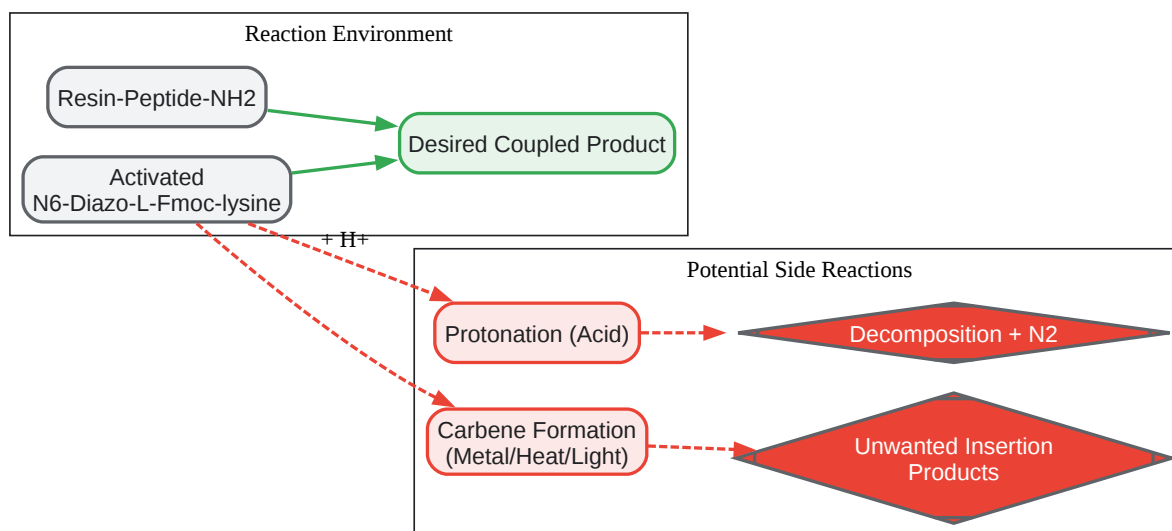 Reaction Environment
Resin-Peptide-NH2
Desired Coupled Product
Activated
N6-Diazo-L-Fmoc-lysine
+ H+
Potential Side Reactions
Protonation (Acid)
Decomposition + N2
Carbene Formation
(Metal/Heat/Light)
Unwanted Insertion
Products